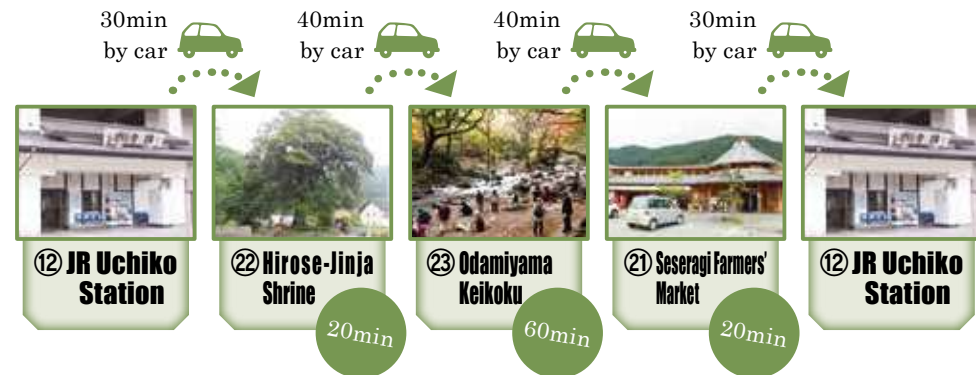 30min
by car
40min
by car
40min
by car
30min
by car
⑫ JR Uchiko
Station
㉒ Hirose-Jinja
Shrine
㉓ Odamiyama
Keikoku
㉑ Seseragi Farmers'
Market
⑫ JR Uchiko
Station
20min
60min
20min